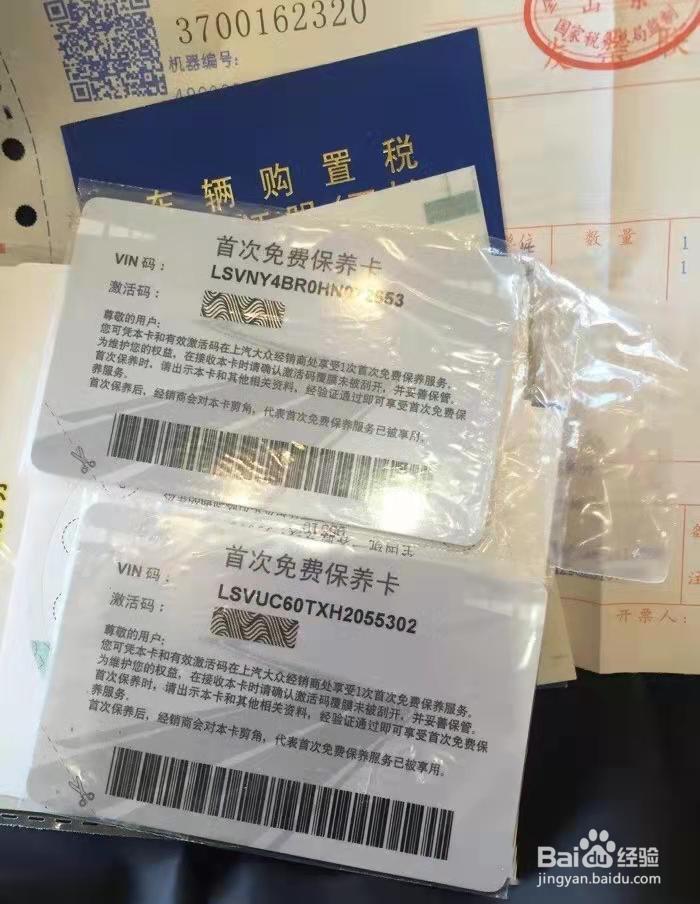 3700162320
机器编号:
国家税务总局监制
车辆购置税
数量
1
1
首次免费保养卡
VIN 码：
激活码：
尊敬的用户：
您可凭本卡和有效激活码在上汽大众经销商处享受1次首次免费保养服务。
为维护您的权益，在接收本卡时请确认激活码覆膜未被刮开，并妥善保管。
首次保养时，请出示本卡和其他相关资料，经验证通过即可享受首次免费保
养服务。
首次保养后，经销商会对本卡剪角，代表首次免费保养服务已被享用。
首次免费保养卡
VIN 码：
LSVUC60TXH2055302
激活码：
尊敬的用户：
您可凭本卡和有效激活码在上汽大众经销商处享受1次首次免费保养服务。
为维护您的权益，在接收本卡时请确认激活码覆膜未被刮开，并妥善保管。
首次保养时，请出示本卡和其他相关资料，经验证通过即可享受首次免费保
养服务。
首次保养后，经销商会对本卡剪角，代表首次免费保养服务已被享用。
开票人：
Baidu经验
jingyan.baidu.com